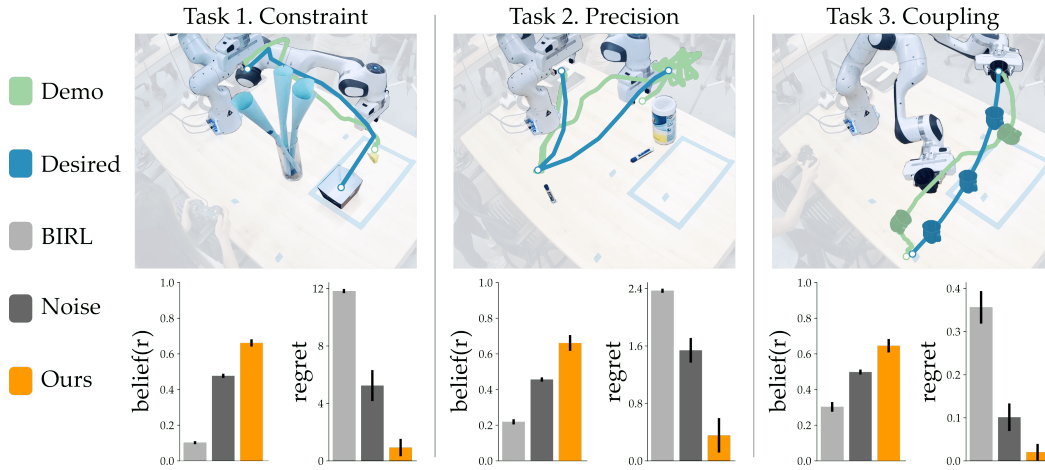 Task 1. Constraint
Task 2. Precision
Task 3. Coupling
Demo
Desired
BIRL
Noise
Ours
belief(r)
1.0
0.8
0.6
0.4
0.2
0.0
regret
12
8
4
0
belief(r)
1.0
0.8
0.6
0.4
0.2
0.0
regret
2.4
1.6
0.8
0.0
belief(r)
1.0
0.8
0.6
0.4
0.2
0.0
regret
0.4
0.3
0.2
0.1
0.0